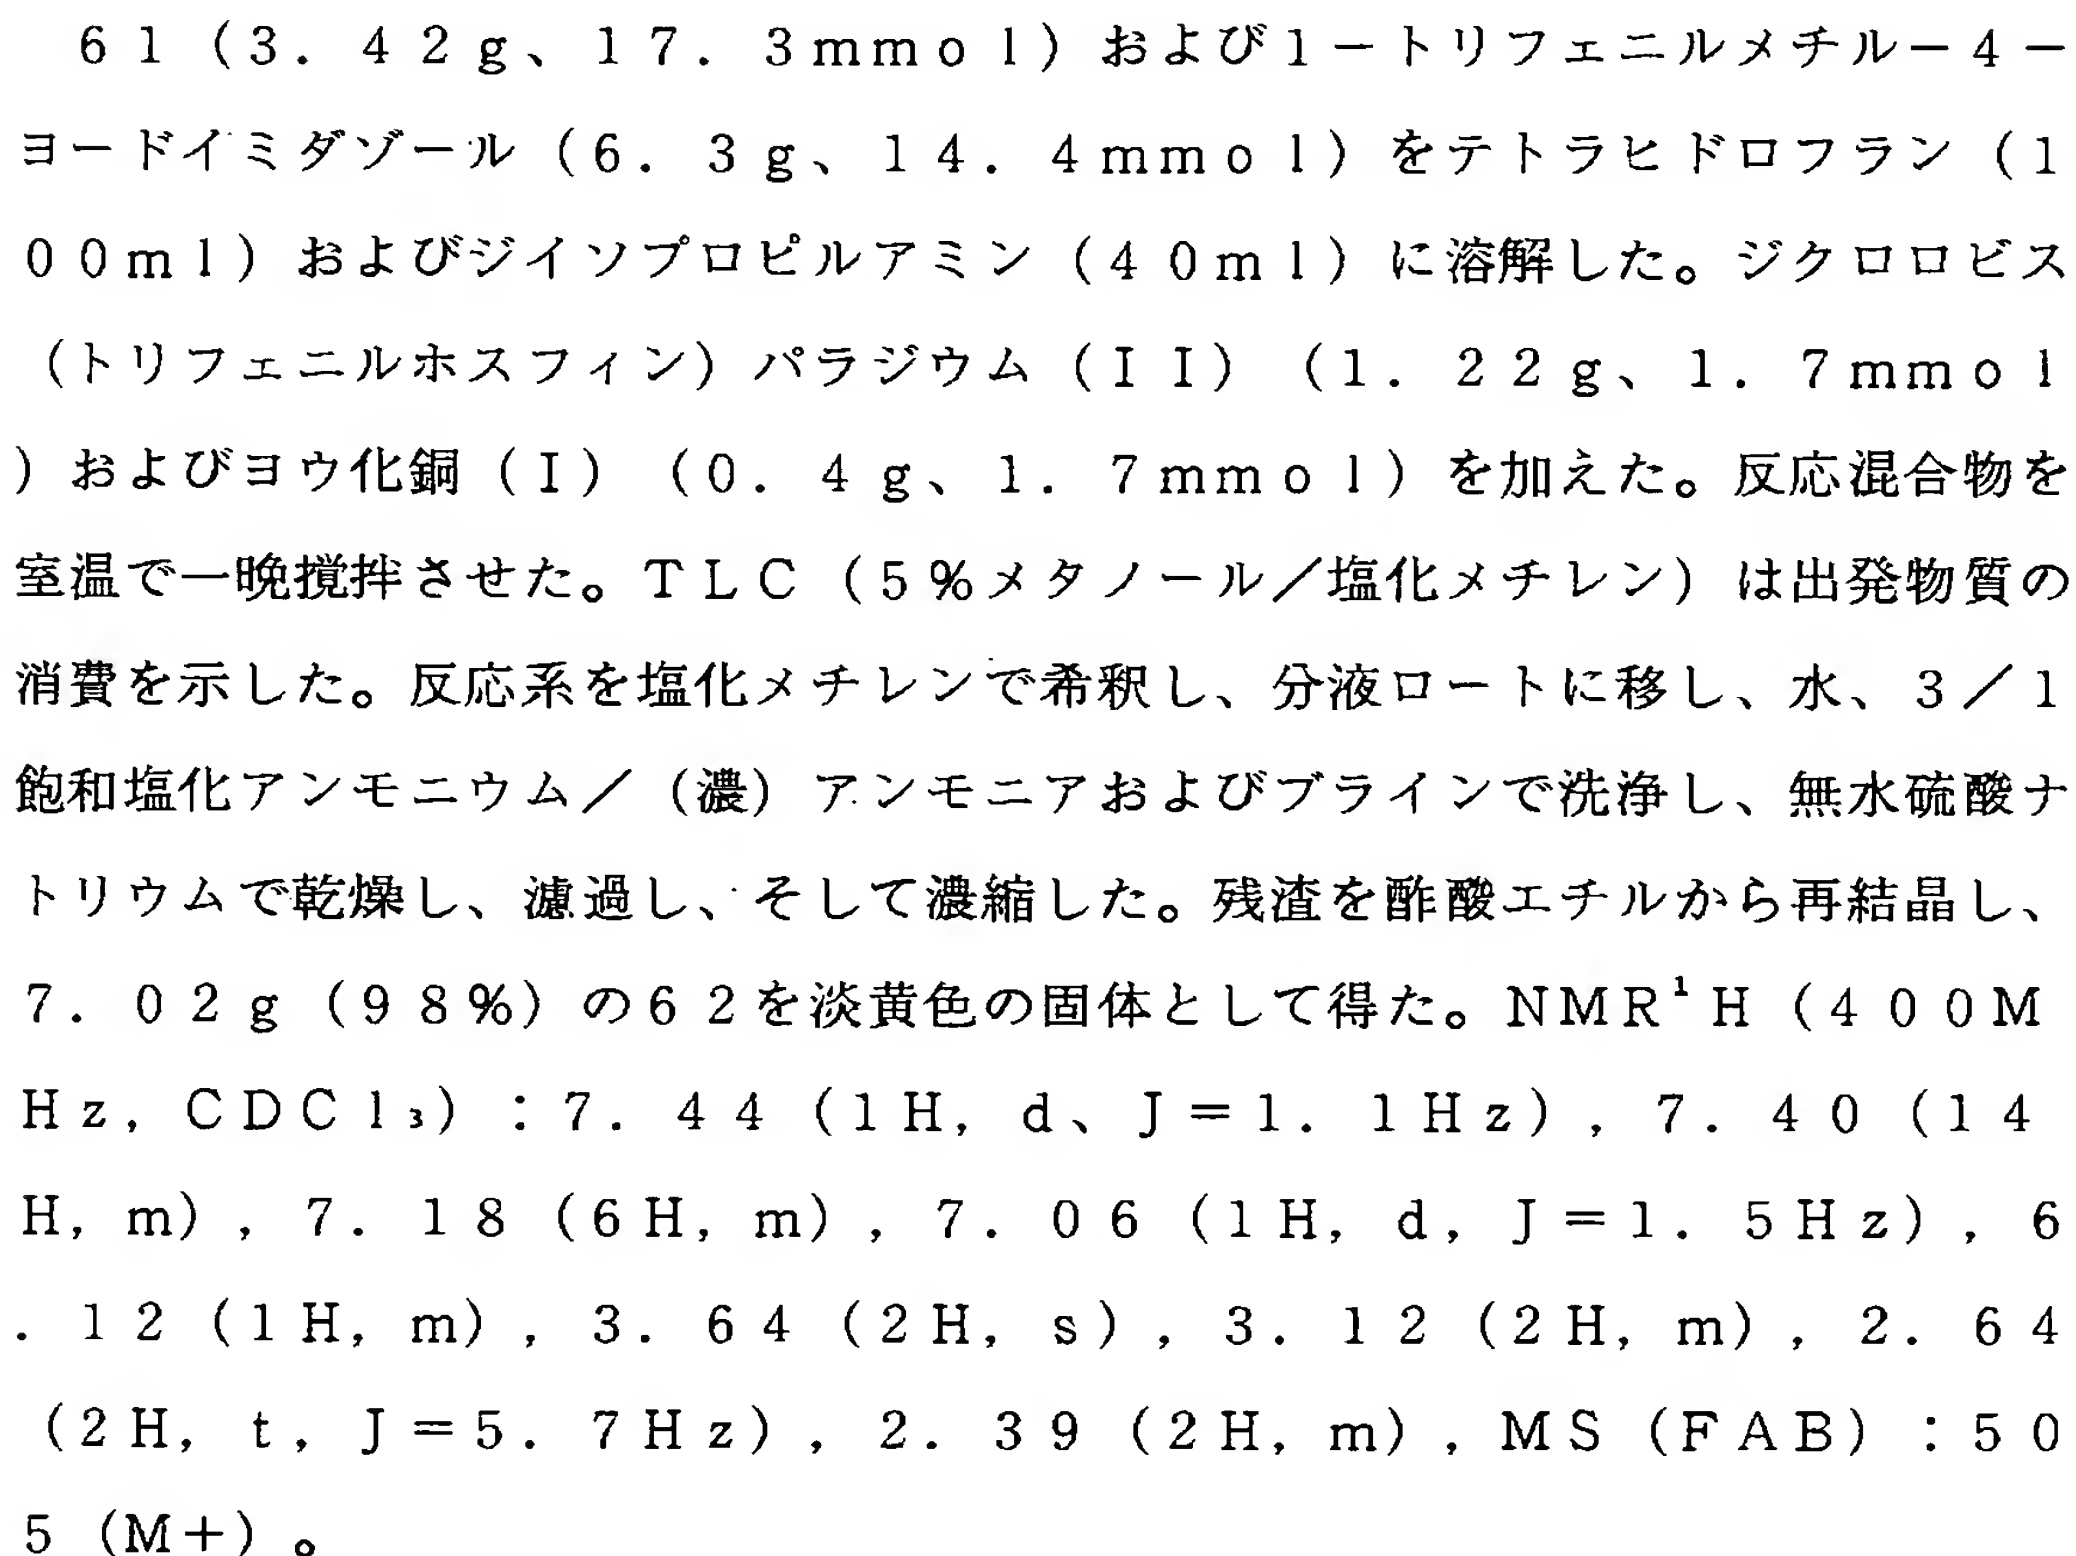 ６１（３．４２ｇ、１７．３ｍｍｏｌ）および１－トリフェニルメチル－４－
ヨードイミダゾール（６．３ｇ、１４．４ｍｍｏｌ）をテトラヒドロフラン（１
００ｍｌ）およびジイソプロピルアミン（４０ｍｌ）に溶解した。ジクロロビス
（トリフェニルホスフィン）パラジウム（ＩＩ）（１．２２ｇ、１．７ｍｍｏｌ
）およびヨウ化銅（Ｉ）（０．４ｇ、１．７ｍｍｏｌ）を加えた。反応混合物を
室温で一晩撹拌させた。ＴＬＣ（５％メタノール／塩化メチレン）は出発物質の
消費を示した。反応系を塩化メチレンで希釈し、分液ロートに移し、水、３／１
飽和塩化アンモニウム／（濃）アンモニアおよびブラインで洗浄し、無水硫酸ナ
トリウムで乾燥し、濾過し、そして濃縮した。残渣を酢酸エチルから再結晶し、
７．０２ｇ（９８％）の６２を淡黄色の固体として得た。ＮＭＲ¹Ｈ（４００Ｍ
Ｈｚ，ＣＤＣｌ₃）：７．４４（１Ｈ，ｄ、Ｊ＝１．１Ｈｚ），７．４０（１４
Ｈ，ｍ），７．１８（６Ｈ，ｍ），７．０６（１Ｈ，ｄ，Ｊ＝１．５Ｈｚ），６
．１２（１Ｈ，ｍ），３．６４（２Ｈ，ｓ），３．１２（２Ｈ，ｍ），２．６４
（２Ｈ，ｔ，Ｊ＝５．７Ｈｚ），２．３９（２Ｈ，ｍ），ＭＳ（ＦＡＢ）：５０
５（Ｍ＋）。